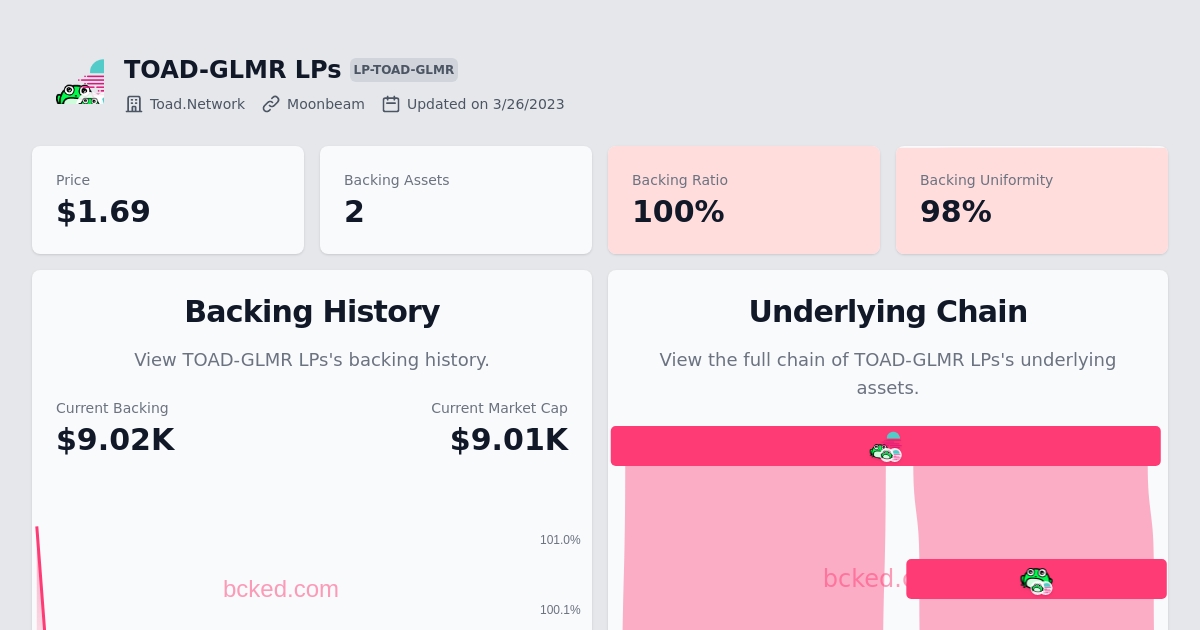 TOAD-GLMR LPs LP-TOAD-GLMR
Toad.Network Moonbeam Updated on 3/26/2023
Price
$1.69
Backing Assets
2
Backing Ratio
100%
Backing Uniformity
98%
Backing History
View TOAD-GLMR LPs's backing history.
Current Backing
$9.02K
Current Market Cap
$9.01K
101.0%
bcked.com
100.1%
Underlying Chain
View the full chain of TOAD-GLMR LPs's underlying
assets.
bcked.c